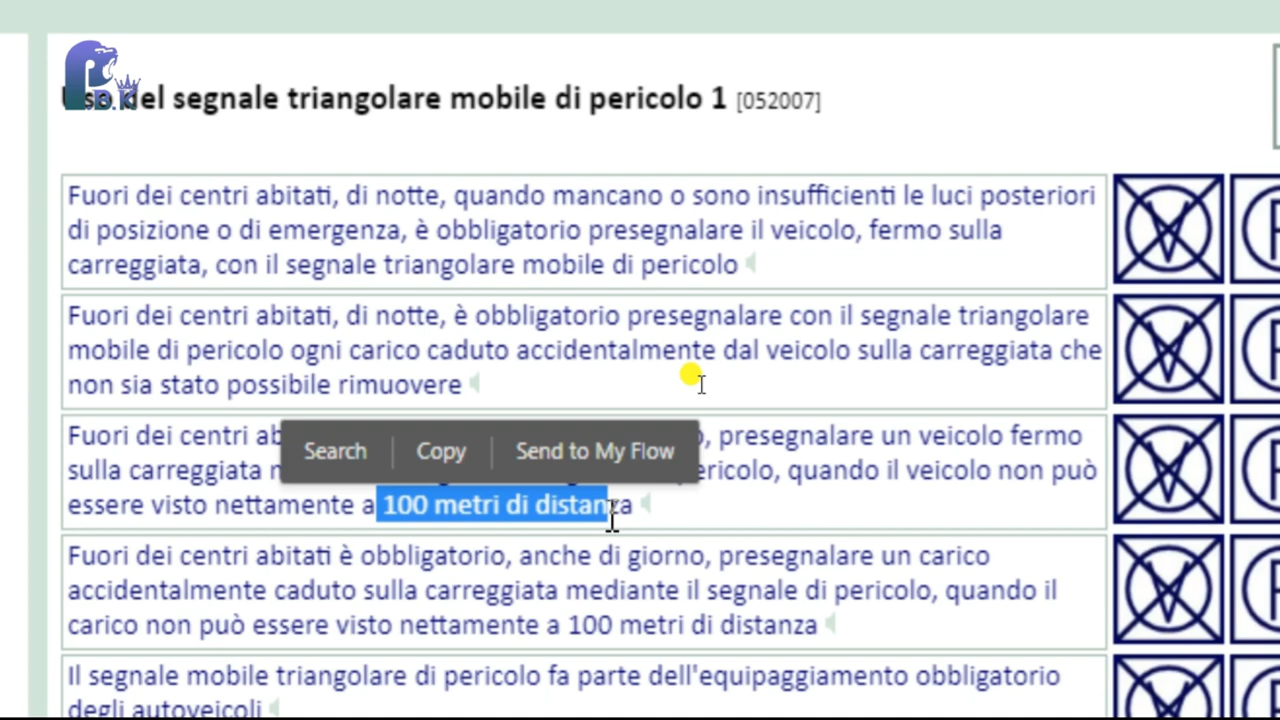 Uso del segnale triangolare mobile di pericolo 1 [052007]
Fuori dei centri abitati, di notte, quando mancano o sono insufficienti le luci posteriori
di posizione o di emergenza, è obbligatorio presegnalare il veicolo, fermo sulla
carreggiata, con il segnale triangolare mobile di pericolo
V
Fuori dei centri abitati, di notte, è obbligatorio presegnalare con il segnale triangolare
mobile di pericolo ogni carico caduto accidentalmente dal veicolo sulla carreggiata che
non sia stato possibile rimuovere
V
Fuori dei centri presegnalare un veicolo fermo
Search Copy Send to My Flow
sulla carreggiata quando il veicolo non può
essere visto nettamente a 100 metri di distanza
V
Fuori dei centri abitati è obbligatorio, anche di giorno, presegnalare un carico
accidentalmente caduto sulla carreggiata mediante il segnale di pericolo, quando il
carico non può essere visto nettamente a 100 metri di distanza
V
Il segnale mobile triangolare di pericolo fa parte dell'equipaggiamento obbligatorio
degli autoveicoli
V